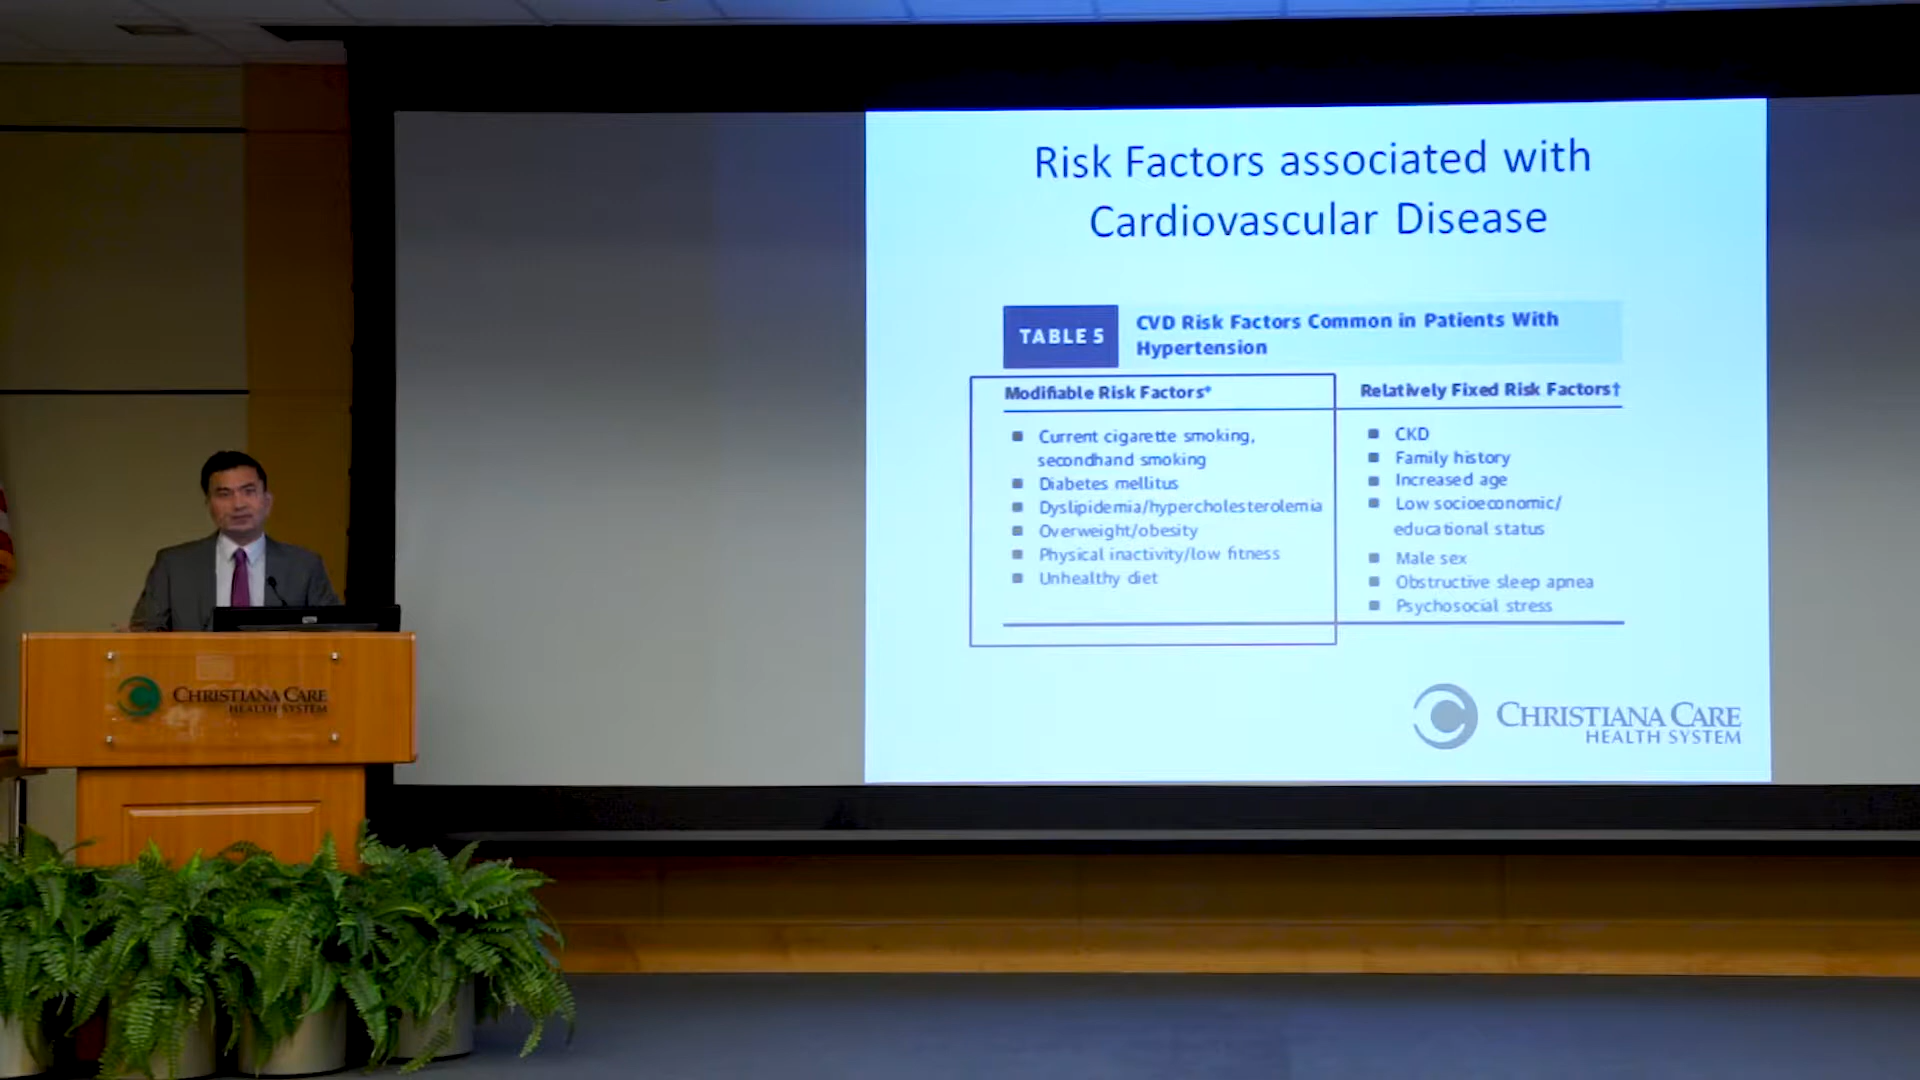 Risk Factors associated with
Cardiovascular Disease
TABLE 5
CVD Risk Factors Common in Patients With
Hypertension
Modifiable Risk Factors*
■ Current cigarette smoking,
secondhand smoking
■ Diabetes mellitus
■ Dyslipidemia/hypercholesterolemia
■ Overweight/obesity
■ Physical inactivity/low fitness
■ Unhealthy diet
Relatively Fixed Risk Factors†
■ CKD
■ Family history
■ Increased age
■ Low socioeconomic/
educational status
■ Male sex
■ Obstructive sleep apnea
■ Psychosocial stress
CHRISTIANA CARE
HEALTH SYSTEM
CHRISTIANA CARE
HEALTH SYSTEM